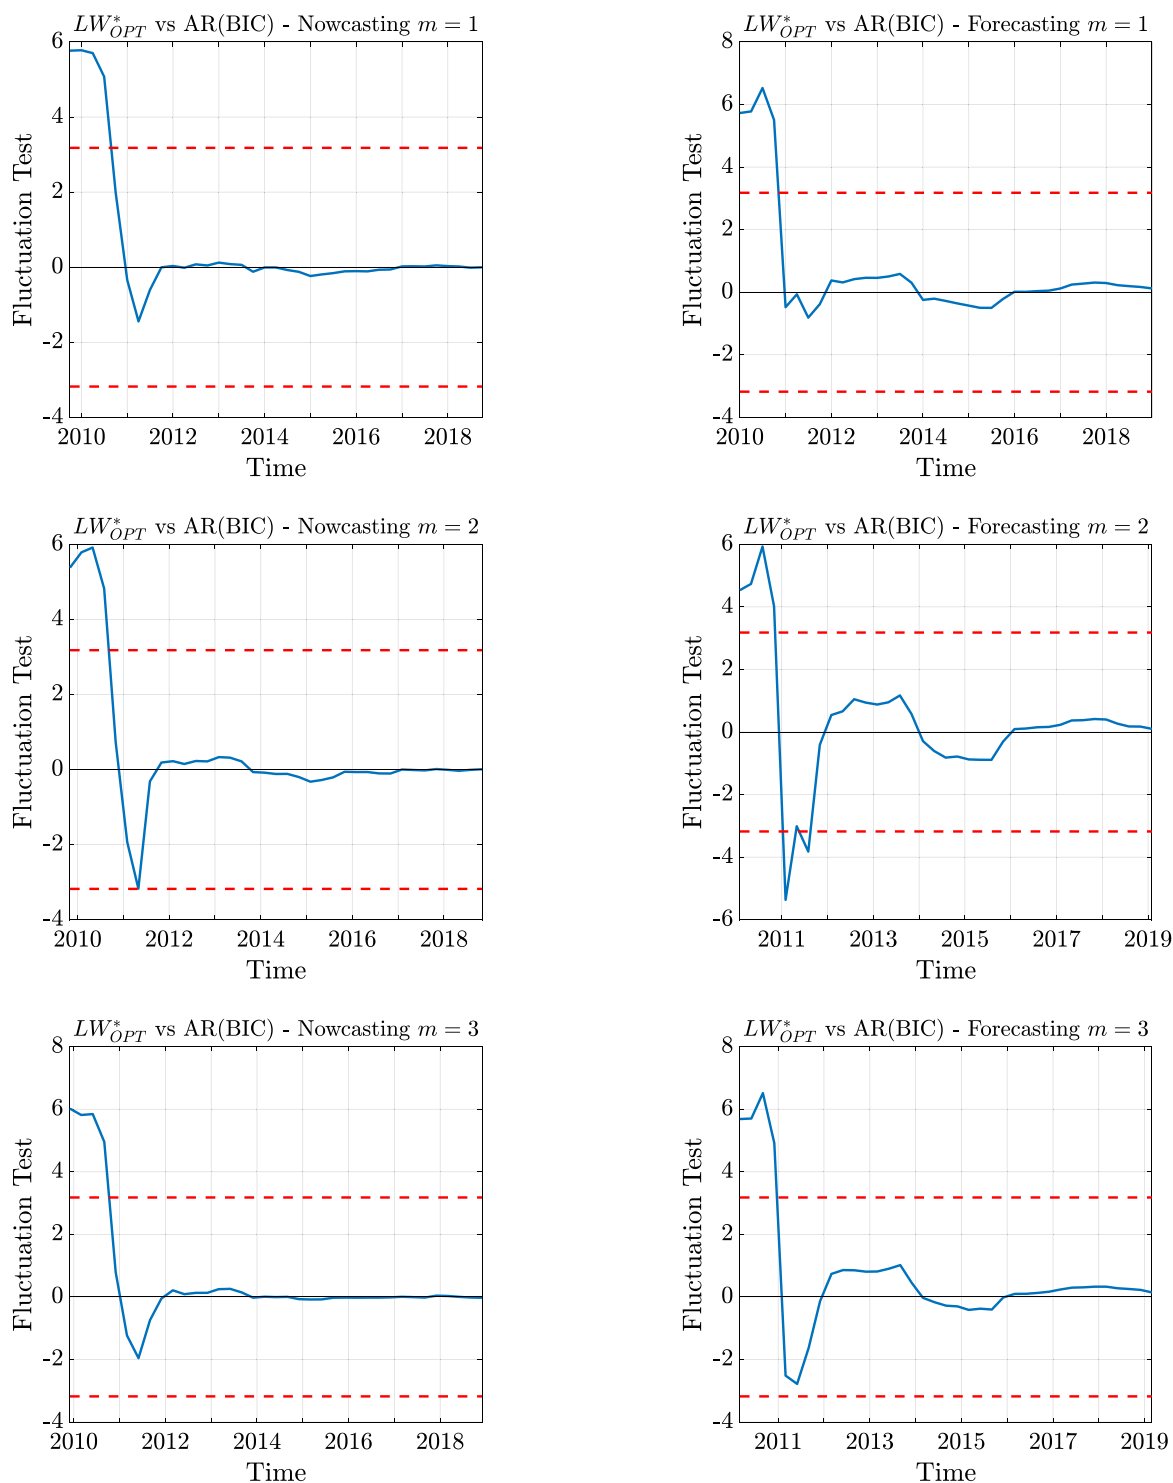 LW*OPT vs AR(BIC) - Nowcasting m = 1
6
4
2
0
-2
-4
Fluctuation Test
2010 2012 2014 2016 2018
Time
LW*OPT vs AR(BIC) - Forecasting m = 1
8
6
4
2
0
-2
-4
Fluctuation Test
2010 2012 2014 2016 2018
Time
LW*OPT vs AR(BIC) - Nowcasting m = 2
6
4
2
0
-2
-4
Fluctuation Test
2010 2012 2014 2016 2018
Time
LW*OPT vs AR(BIC) - Forecasting m = 2
6
4
2
0
-2
-4
-6
Fluctuation Test
2011 2013 2015 2017 2019
Time
LW*OPT vs AR(BIC) - Nowcasting m = 3
8
6
4
2
0
-2
-4
Fluctuation Test
2010 2012 2014 2016 2018
Time
LW*OPT vs AR(BIC) - Forecasting m = 3
8
6
4
2
0
-2
-4
Fluctuation Test
2011 2013 2015 2017 2019
Time